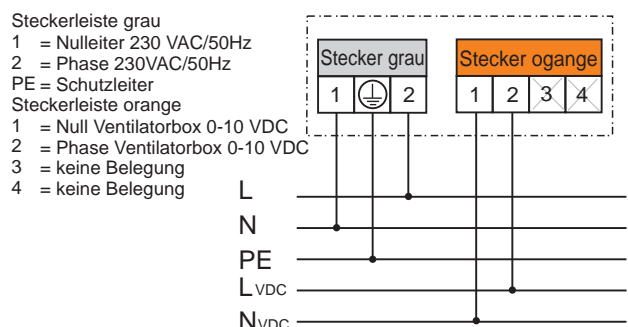 Steckerleiste grau
1 = Nulleiter 230 VAC/50Hz
2 = Phase 230VAC/50Hz
PE = Schutzleiter
Steckerleiste orange
1 = Null Ventilatorbox 0-10 VDC
2 = Phase Ventilatorbox 0-10 VDC
3 = keine Belegung
4 = keine Belegung
Stecker grau
1 2
Stecker ogange
1 2 3 4
L
N
PE
LVDC
NVDC